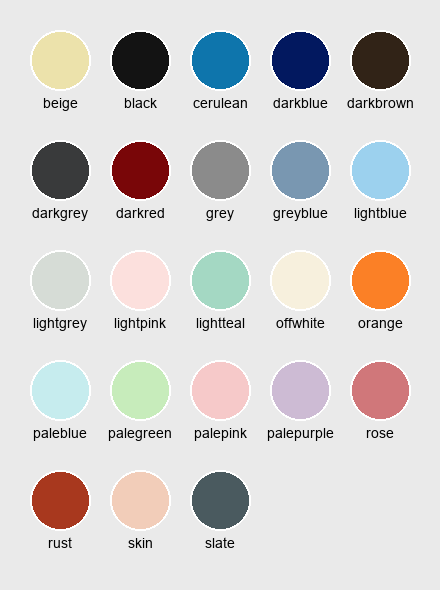 beige black cerulean darkblue darkbrown
darkgrey darkred grey greyblue lightblue
lightgrey lightpink lightteal offwhite orange
paleblue palegreen palepink palepurple rose
rust skin slate